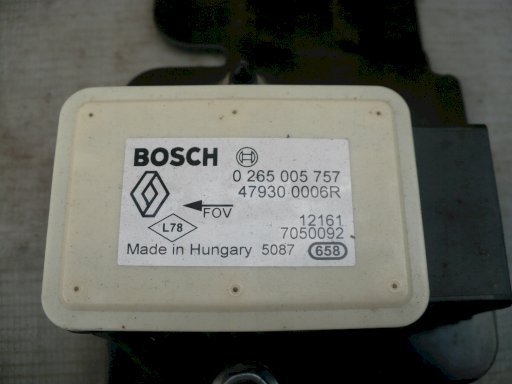 BOSCH
0 265 005 757
47930 0006R
FOV
12161
L78
7050092
Made in Hungary 5087 658